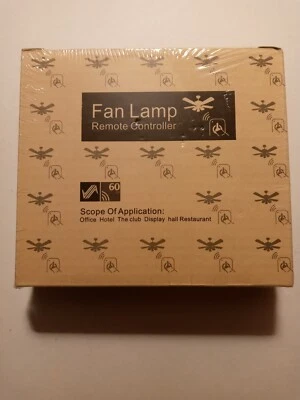 Fan Lamp
Remote Controller
60
Scope Of Application:
Office Hotel The club Display hall Restaurant